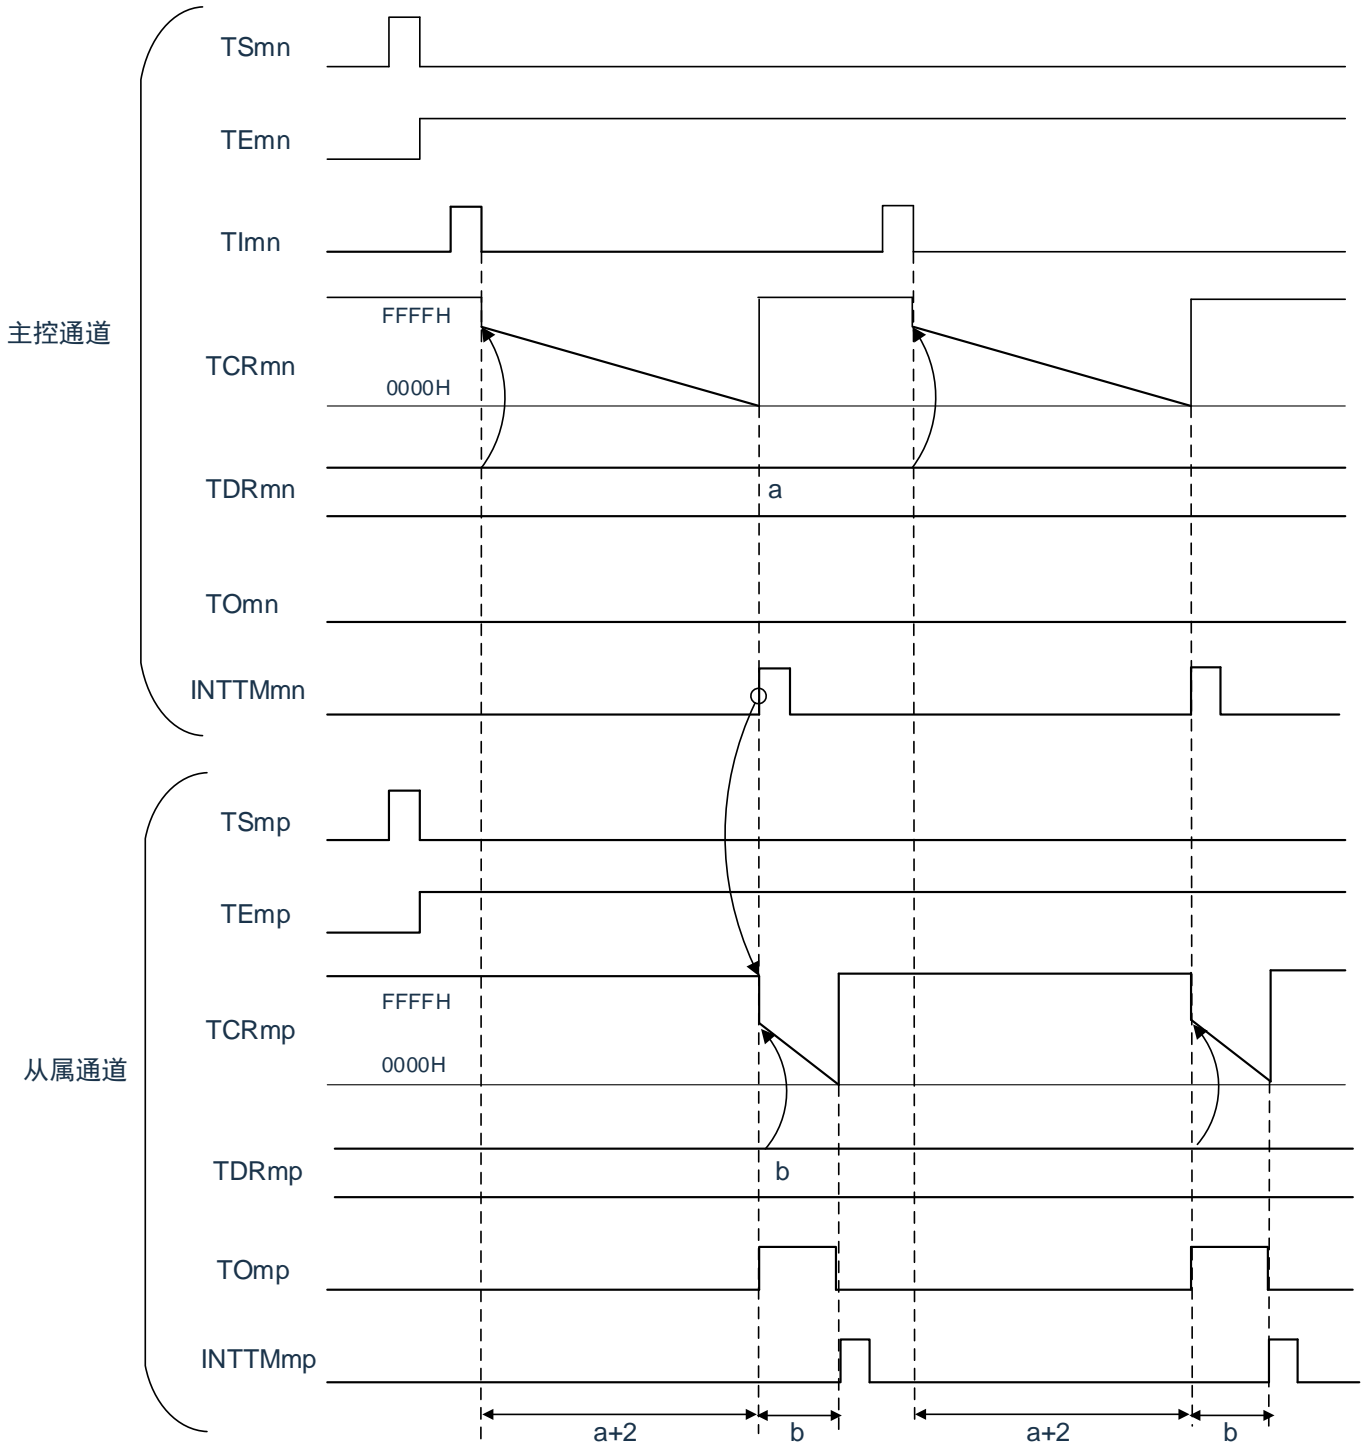 TSmn
TEmn
TImn
主控通道
FFFFH
TCRmn
0000H
TDRmn
a
TOmn
INTTMmn
TSmp
TEmp
从属通道
FFFFH
TCRmp
0000H
TDRmp
b
TOmp
INTTMmp
a+2 b a+2 b